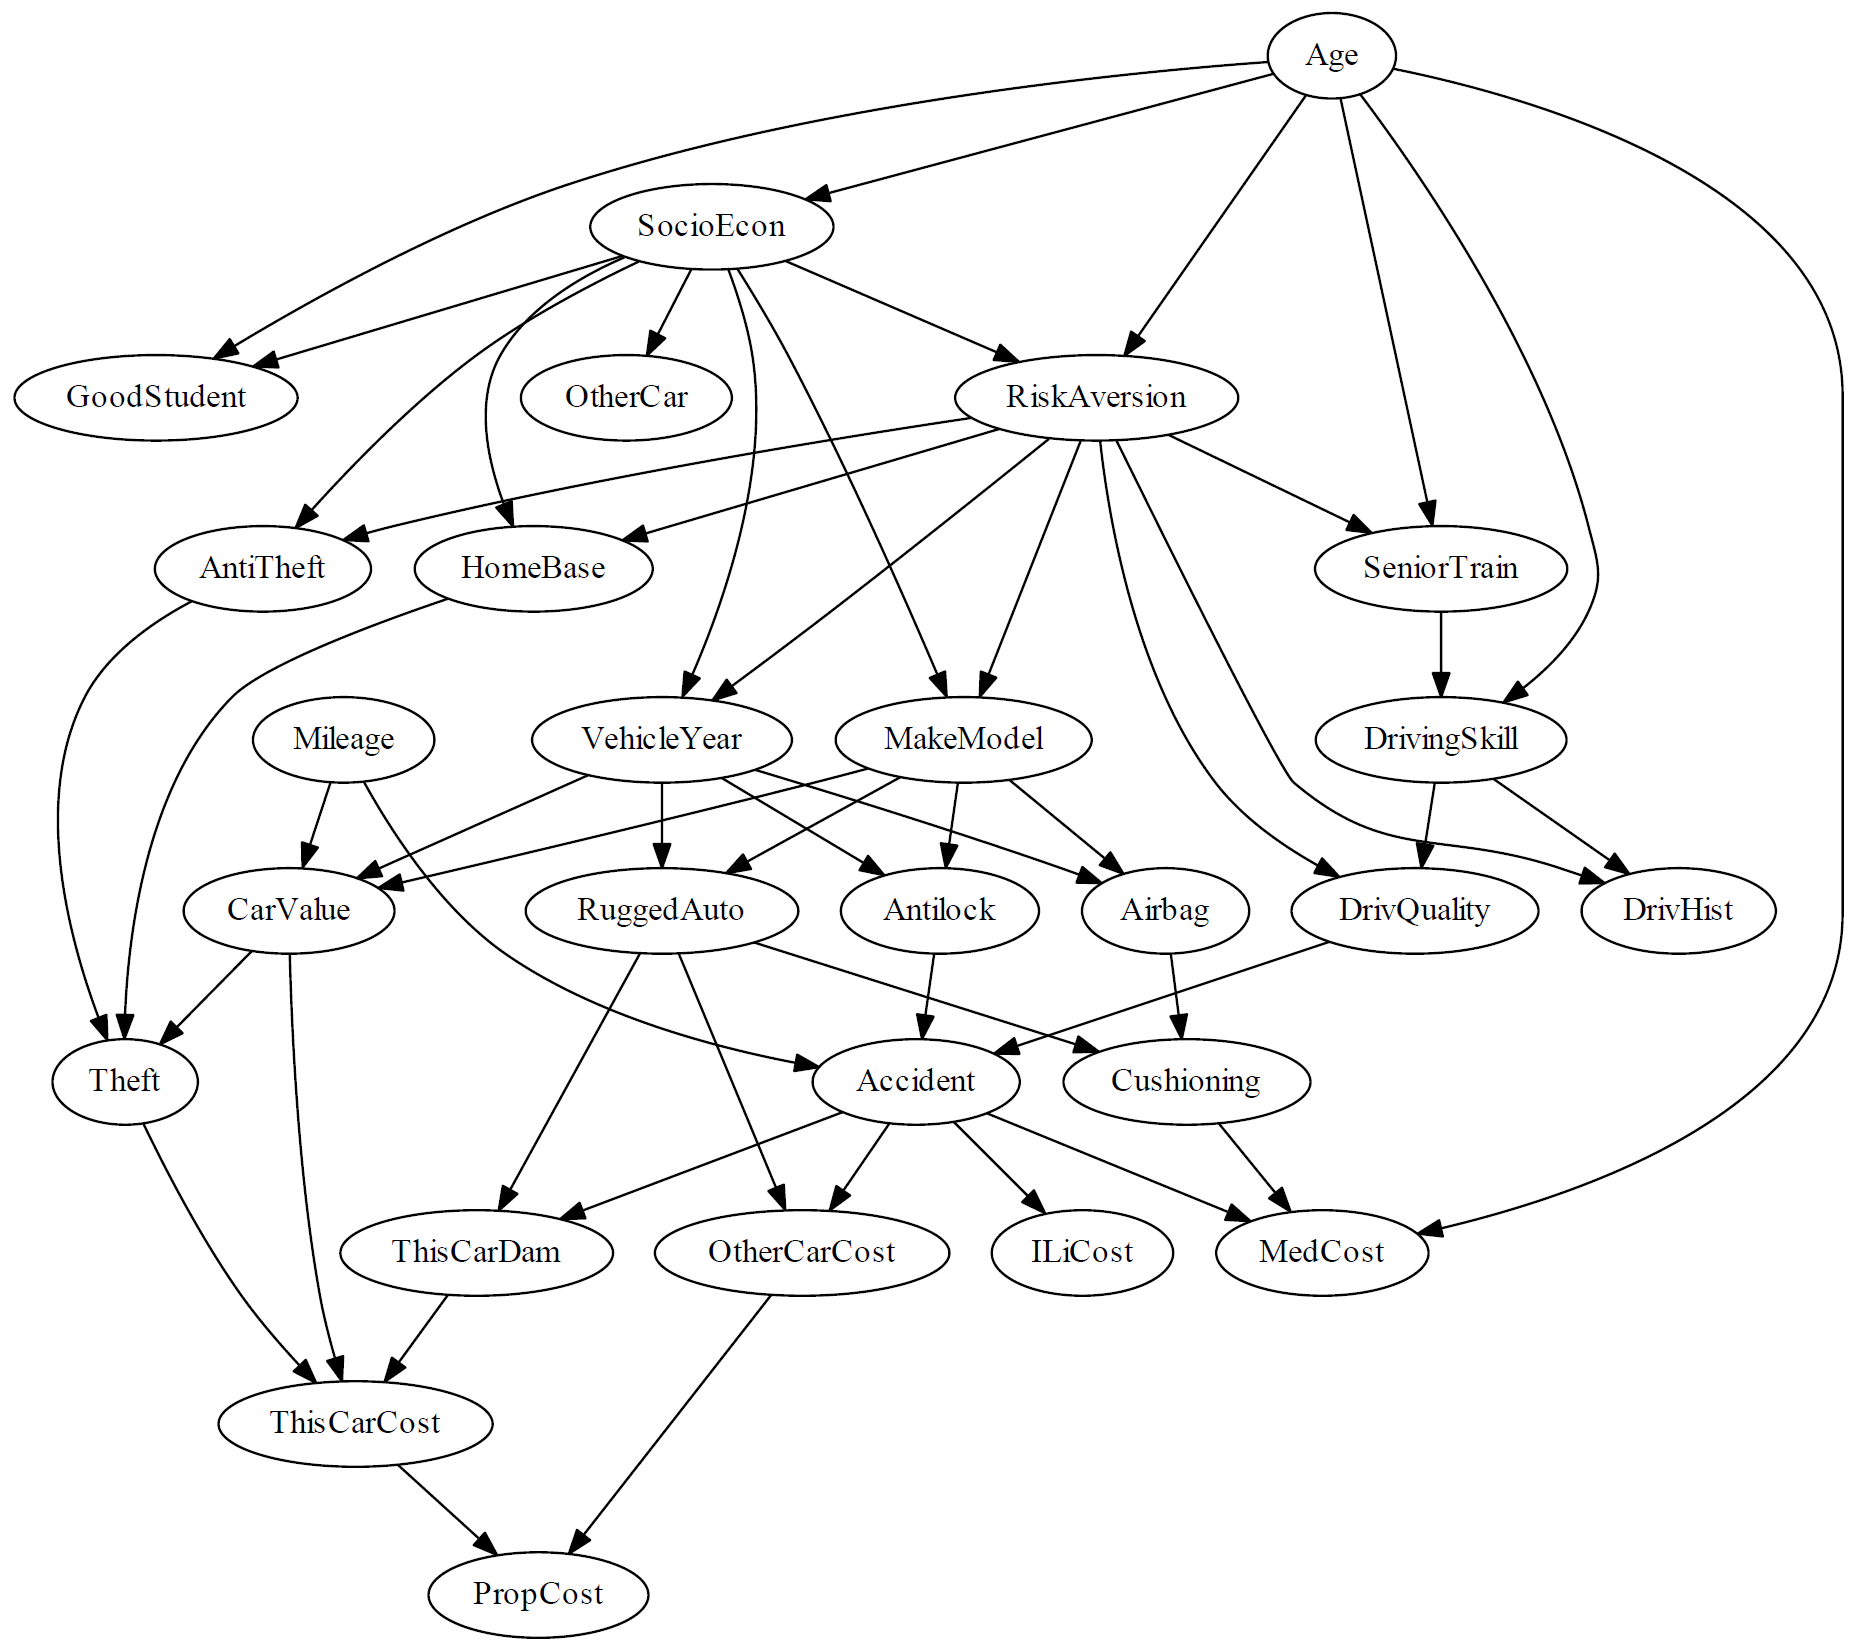 Age
SocioEcon
GoodStudent
OtherCar
RiskAversion
AntiTheft
HomeBase
SeniorTrain
Mileage
VehicleYear
MakeModel
DrivingSkill
CarValue
RuggedAuto
Antilock
Airbag
DrivQuality
DrivHist
Theft
Accident
Cushioning
ThisCarDam
OtherCarCost
ILiCost
MedCost
ThisCarCost
PropCost